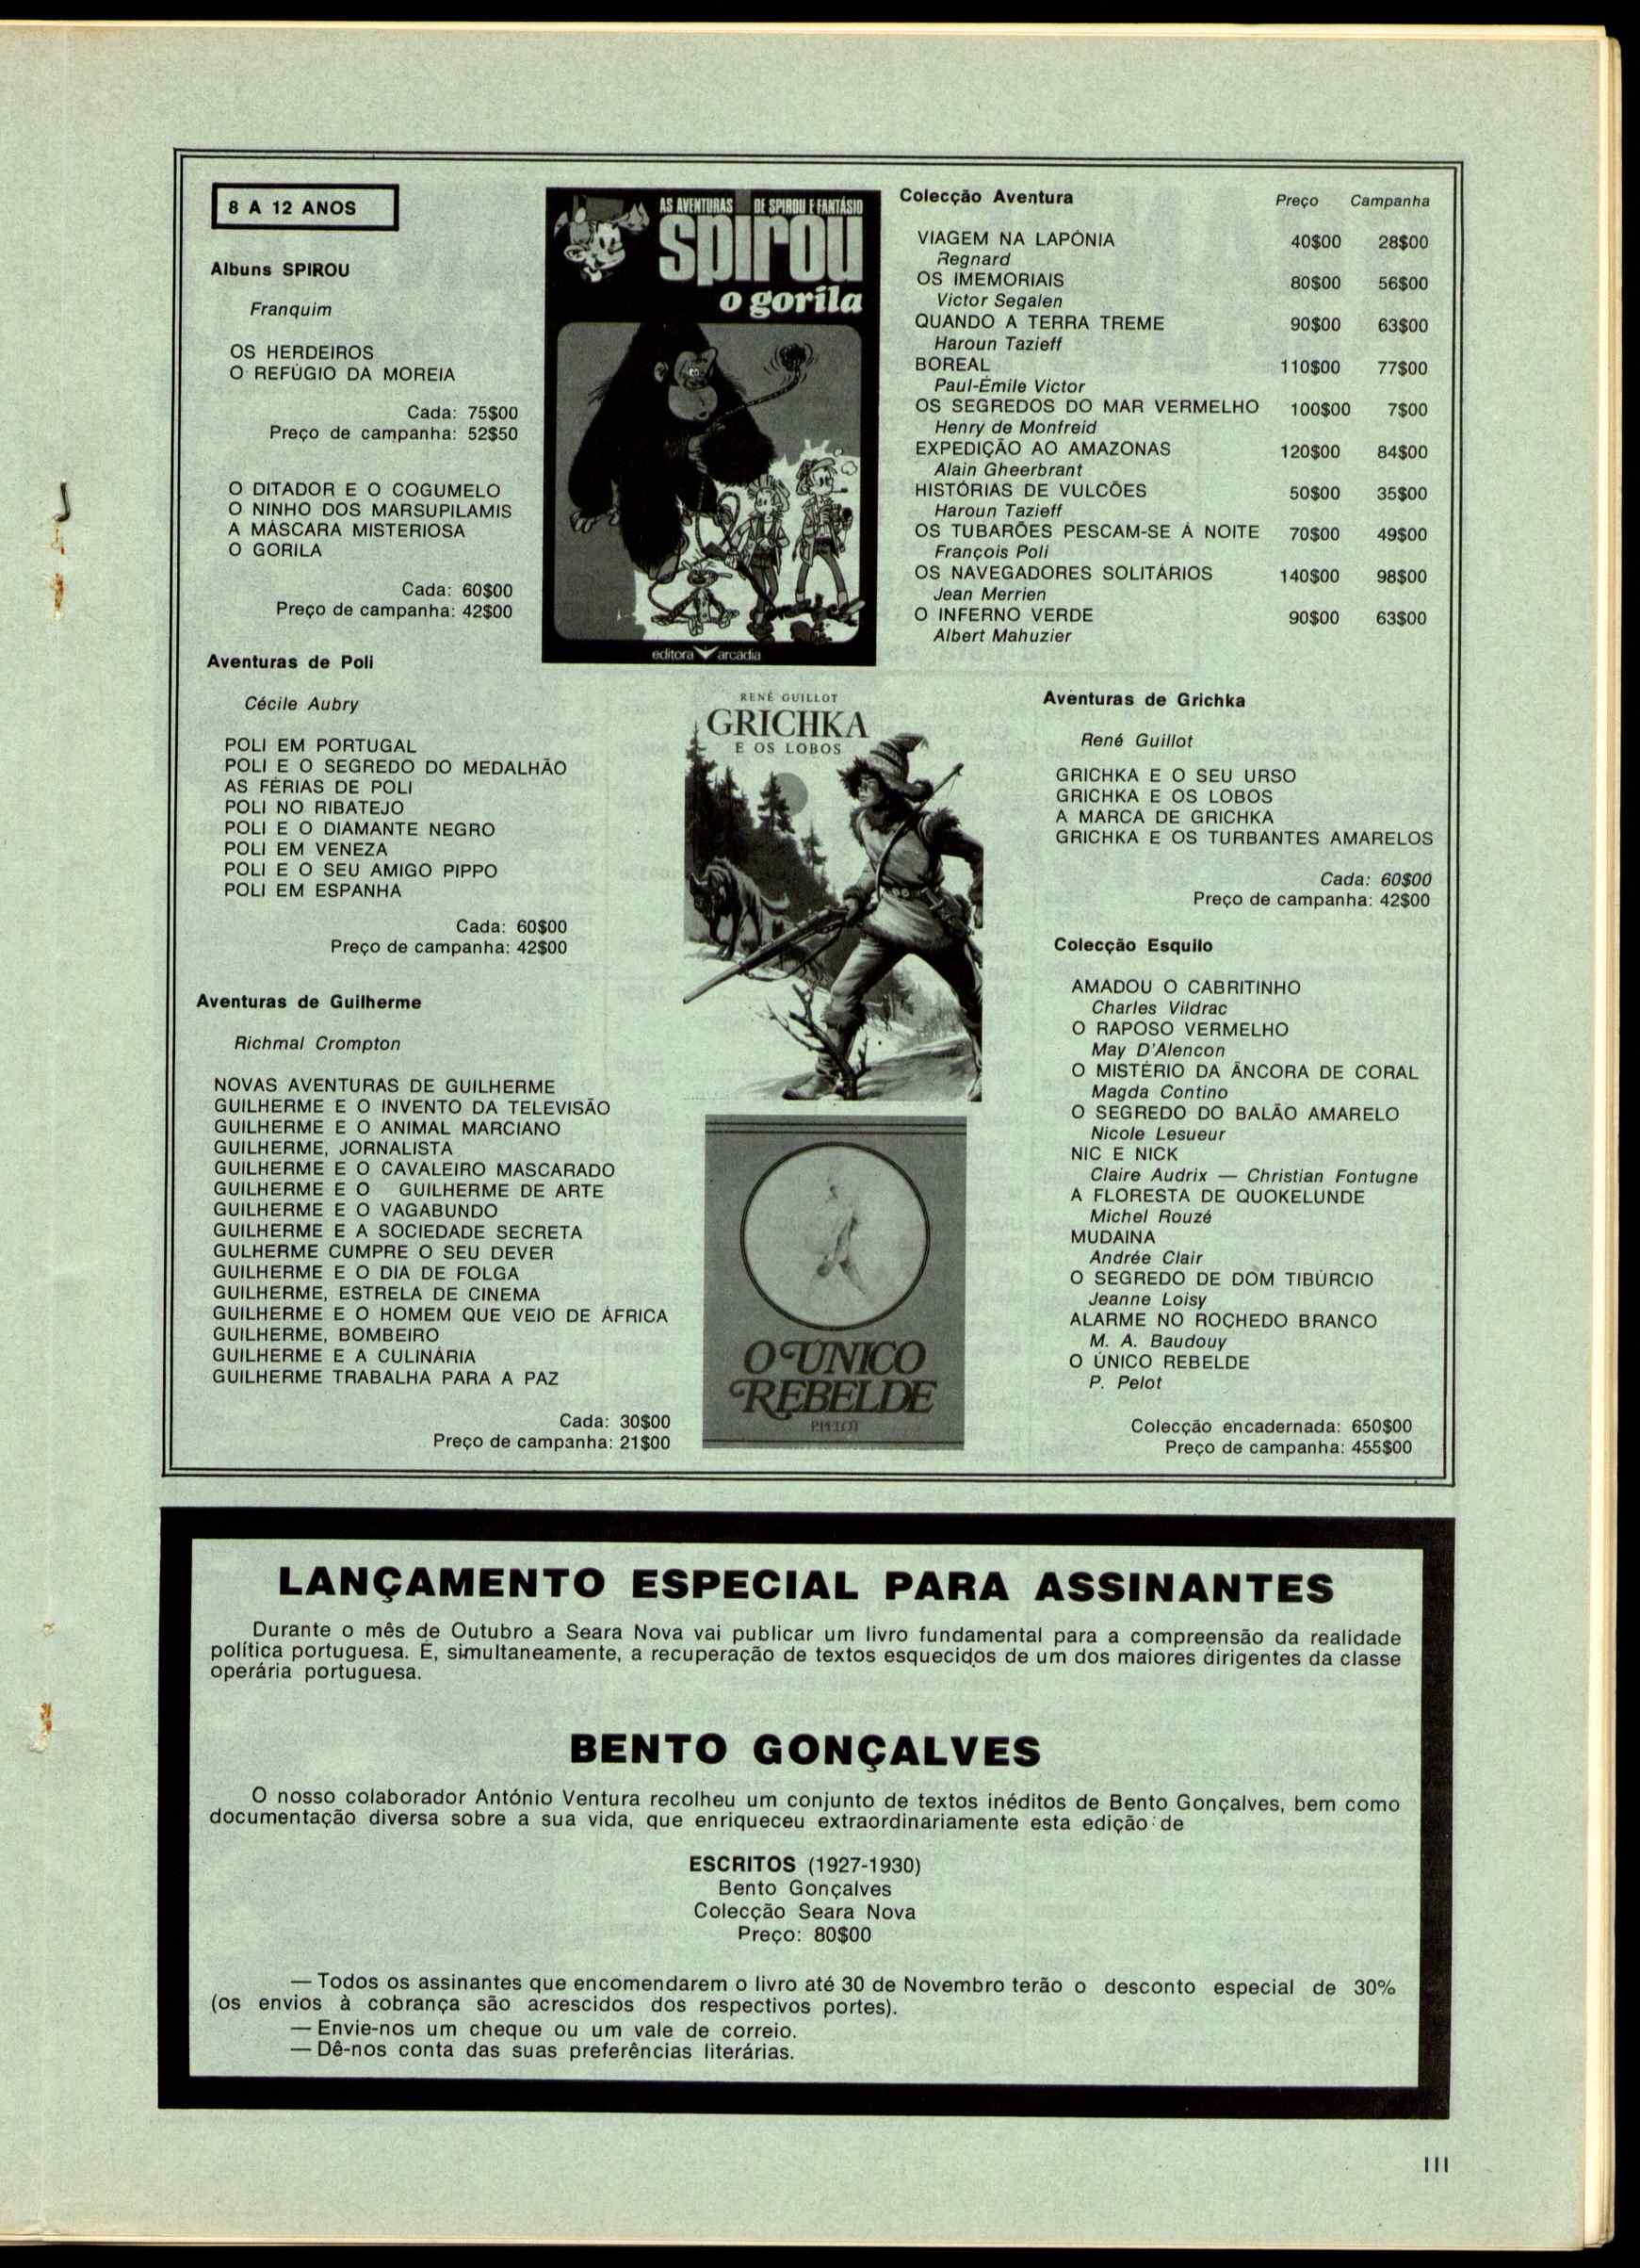 8 A 12 ANOS
Albuns SPIROU
Franquim
OS HERDEIROS
O REFÚGIO DA MOREIA
Cada: 75$00
Preço de campanha: 52$50
O DITADOR E O COGUMELO
O NINHO DOS MARSUPILAMIS
A MÁSCARA MISTERIOSA
O GORILA
Cada: 60$00
Preço de campanha: 42$00
Aventuras de Poli
Cécile Aubry
POLI EM PORTUGAL
POLI E O SEGREDO DO MEDALHÃO
AS FÉRIAS DE POLI
POLI NO RIBATEJO
POLI E O DIAMANTE NEGRO
POLI EM VENEZA
POLI E O SEU AMIGO PIPPO
POLI EM ESPANHA
Cada: 60$00
Preço de campanha: 42$00
Aventuras de Guilherme
Richmal Crompton
NOVAS AVENTURAS DE GUILHERME
GUILHERME E O INVENTO DA TELEVISÃO
GUILHERME E O ANIMAL MARCIANO
GUILHERME, JORNALISTA
GUILHERME E O CAVALEIRO MASCARADO
GUILHERME E O GUILHERME DE ARTE
GUILHERME E O VAGABUNDO
GUILHERME E A SOCIEDADE SECRETA
GULHERME CUMPRE O SEU DEVER
GUILHERME E O DIA DE FOLGA
GUILHERME, ESTRELA DE CINEMA
GUILHERME E O HOMEM QUE VEIO DE ÁFRICA
GUILHERME, BOMBEIRO
GUILHERME E A CULINÁRIA
GUILHERME TRABALHA PARA A PAZ
Cada: 30$00
Preço de campanha: 21$00
AS AVENTURAS DE SPIROU E FANTÁSIO
spirou
o gorila
editora arcádia
RENÉ GUILLOT
GRICHKA
E OS LOBOS
O ÚNICO
REBELDE
P. PELOT
Colecção Aventura Preço Campanha
VIAGEM NA LAPÓNIA 40$00 28$00
Regnard
OS IMEMORIAIS 80$00 56$00
Victor Segalen
QUANDO A TERRA TREME 90$00 63$00
Haroun Tazieff
BOREAL 110$00 77$00
Paul-Émile Victor
OS SEGREDOS DO MAR VERMELHO 100$00 7$00
Henry de Monfreid
EXPEDIÇÃO AO AMAZONAS 120$00 84$00
Alain Gheerbrant
HISTÓRIAS DE VULCÕES 50$00 35$00
Haroun Tazieff
OS TUBARÕES PESCAM-SE À NOITE 70$00 49$00
François Poli
OS NAVEGADORES SOLITÁRIOS 140$00 98$00
Jean Merrien
O INFERNO VERDE 90$00 63$00
Albert Mahuzier
Aventuras de Grichka
René Guillot
GRICHKA E O SEU URSO
GRICHKA E OS LOBOS
A MARCA DE GRICHKA
GRICHKA E OS TURBANTES AMARELOS
Cada: 60$00
Preço de campanha: 42$00
Colecção Esquilo
AMADOU O CABRITINHO
Charles Vildrac
O RAPOSO VERMELHO
May D'Alencon
O MISTÉRIO DA ÂNCORA DE CORAL
Magda Contino
O SEGREDO DO BALÃO AMARELO
Nicole Lesueur
NIC E NICK
Claire Audrix — Christian Fontugne
A FLORESTA DE QUOKELUNDE
Michel Rouzé
MUDAINA
Andrée Clair
O SEGREDO DE DOM TIBÚRCIO
Jeanne Loisy
ALARME NO ROCHEDO BRANCO
M. A. Baudouy
O ÚNICO REBELDE
P. Pelot
Colecção encadernada: 650$00
Preço de campanha: 455$00
LANÇAMENTO ESPECIAL PARA ASSINANTES
Durante o mês de Outubro a Seara Nova vai publicar um livro fundamental para a compreensão da realidade
política portuguesa. É, simultaneamente, a recuperação de textos esquecidos de um dos maiores dirigentes da classe
operária portuguesa.
BENTO GONÇALVES
O nosso colaborador António Ventura recolheu um conjunto de textos inéditos de Bento Gonçalves, bem como
documentação diversa sobre a sua vida, que enriqueceu extraordinariamente esta edição de
ESCRITOS (1927-1930)
Bento Gonçalves
Colecção Seara Nova
Preço: 80$00
— Todos os assinantes que encomendarem o livro até 30 de Novembro terão o desconto especial de 30%
(os envios à cobrança são acrescidos dos respectivos portes).
— Envie-nos um cheque ou um vale de correio.
— Dê-nos conta das suas preferências literárias.
III